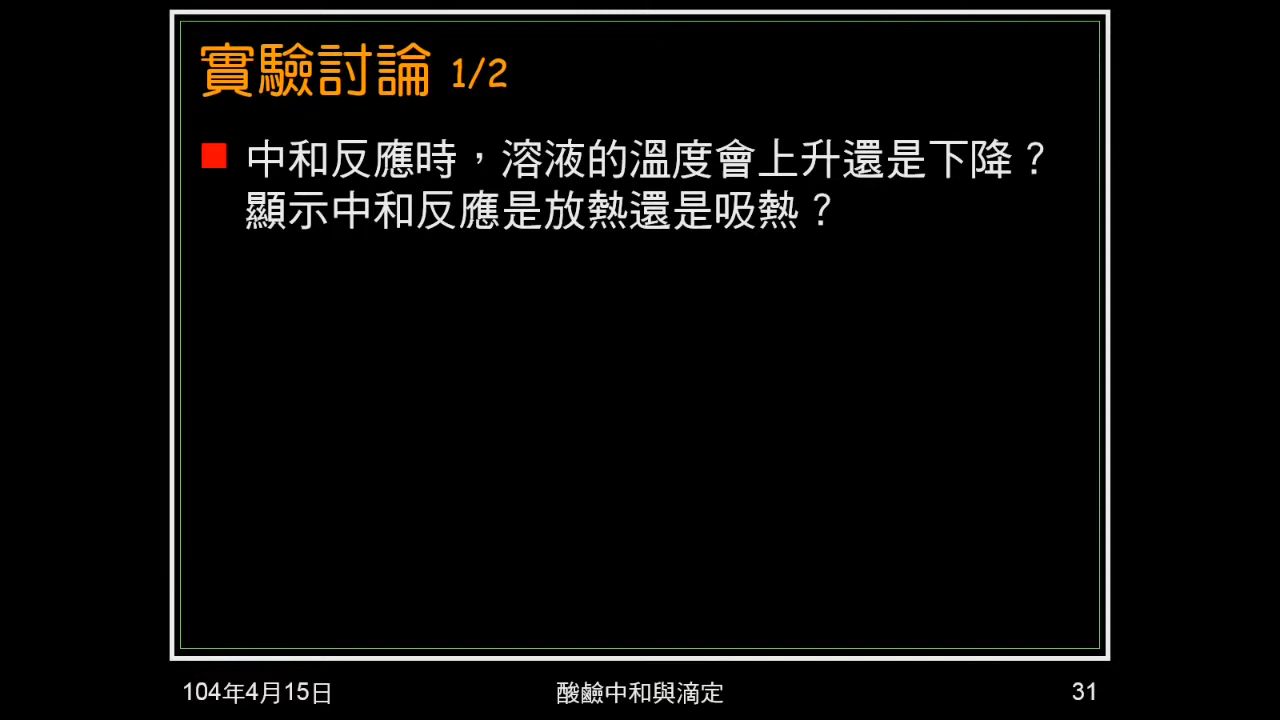 實驗討論 1/2
中和反應時，溶液的溫度會上升還是下降？
顯示中和反應是放熱還是吸熱？
104年4月15日
酸鹼中和與滴定
31